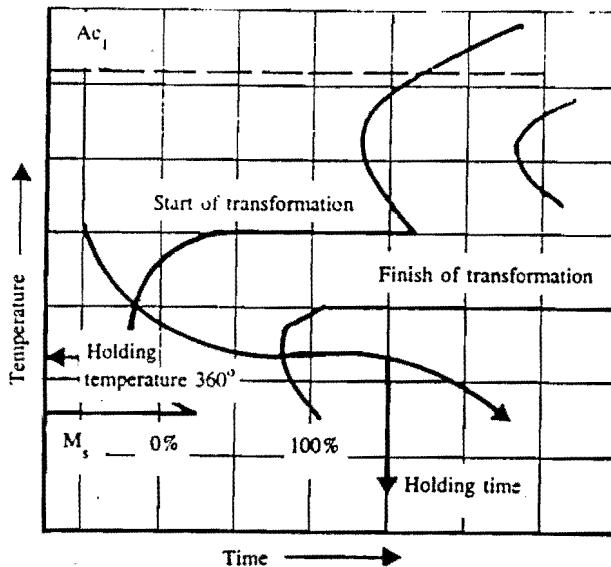 Ac1
Start of transformation
Finish of transformation
Temperature
Holding
temperature 360°
Ms
0%
100%
Holding time
Time